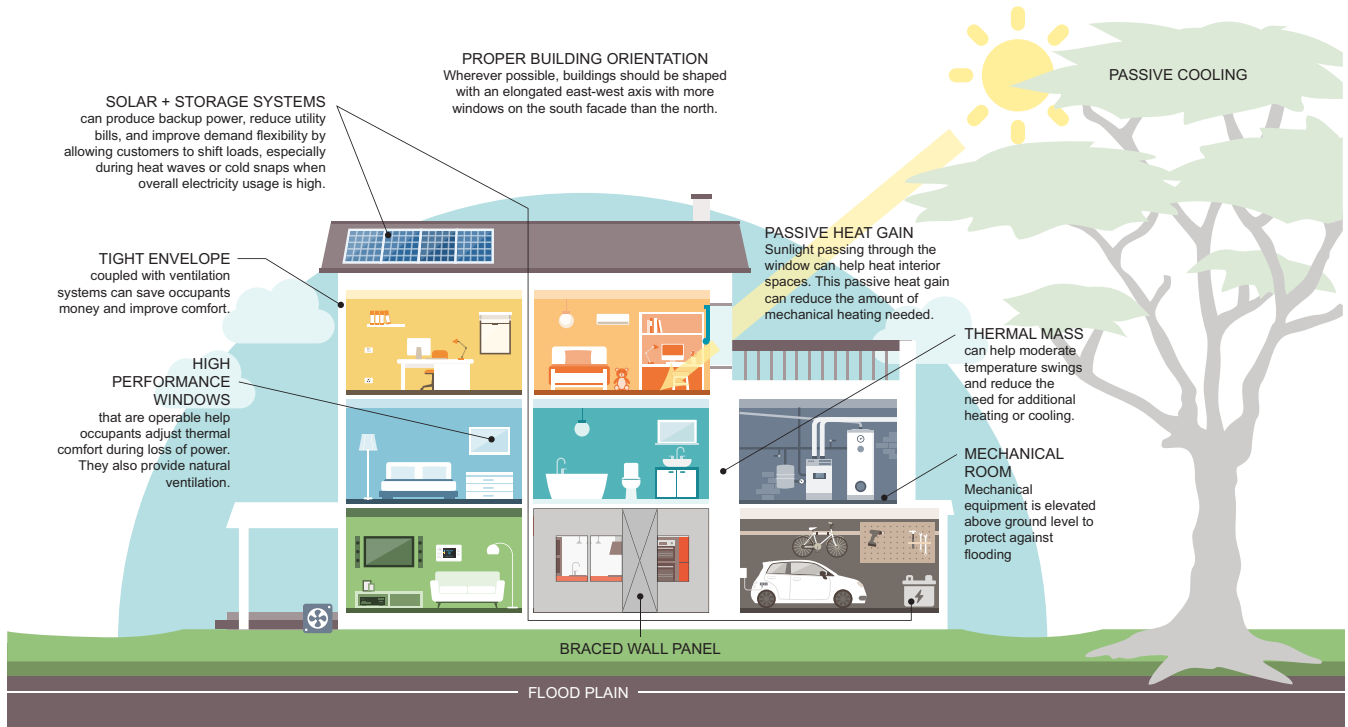 PROPER BUILDING ORIENTATION
Wherever possible, buildings should be shaped
with an elongated east-west axis with more
windows on the south facade than the north.
PASSIVE COOLING
SOLAR + STORAGE SYSTEMS
can produce backup power, reduce utility
bills, and improve demand flexibility by
allowing customers to shift loads, especially
during heat waves or cold snaps when
overall electricity usage is high.
TIGHT ENVELOPE
coupled with ventilation
systems can save occupants
money and improve comfort.
HIGH
PERFORMANCE
WINDOWS
that are operable help
occupants adjust thermal
comfort during loss of power.
They also provide natural
ventilation.
PASSIVE HEAT GAIN
Sunlight passing through the
window can help heat interior
spaces. This passive heat gain
can reduce the amount of
mechanical heating needed.
THERMAL MASS
can help moderate
temperature swings
and reduce the
need for additional
heating or cooling.
MECHANICAL
ROOM
Mechanical
equipment is elevated
above ground level to
protect against
flooding
BRACED WALL PANEL
FLOOD PLAIN